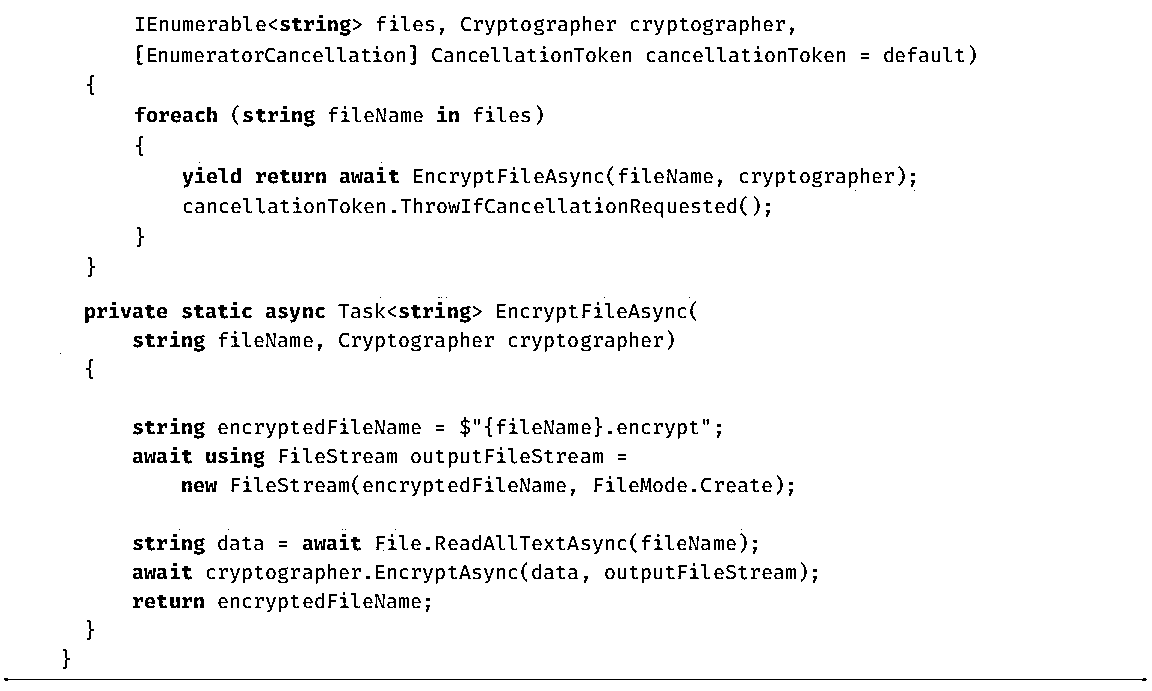 IEnumerable<string> files, Cryptographer cryptographer,
[EnumeratorCancellation] CancellationToken cancellationToken = default)
{
foreach (string fileName in files)
{
yield return await EncryptFileAsync(fileName, cryptographer);
cancellationToken.ThrowIfCancellationRequested();
}
}
private static async Task<string> EncryptFileAsync(
string fileName, Cryptographer cryptographer)
{
string encryptedFileName = $"{fileName}.encrypt";
await using FileStream outputFileStream =
new FileStream(encryptedFileName, FileMode.Create);
string data = await File.ReadAllTextAsync(fileName);
await cryptographer.EncryptAsync(data, outputFileStream);
return encryptedFileName;
}
}